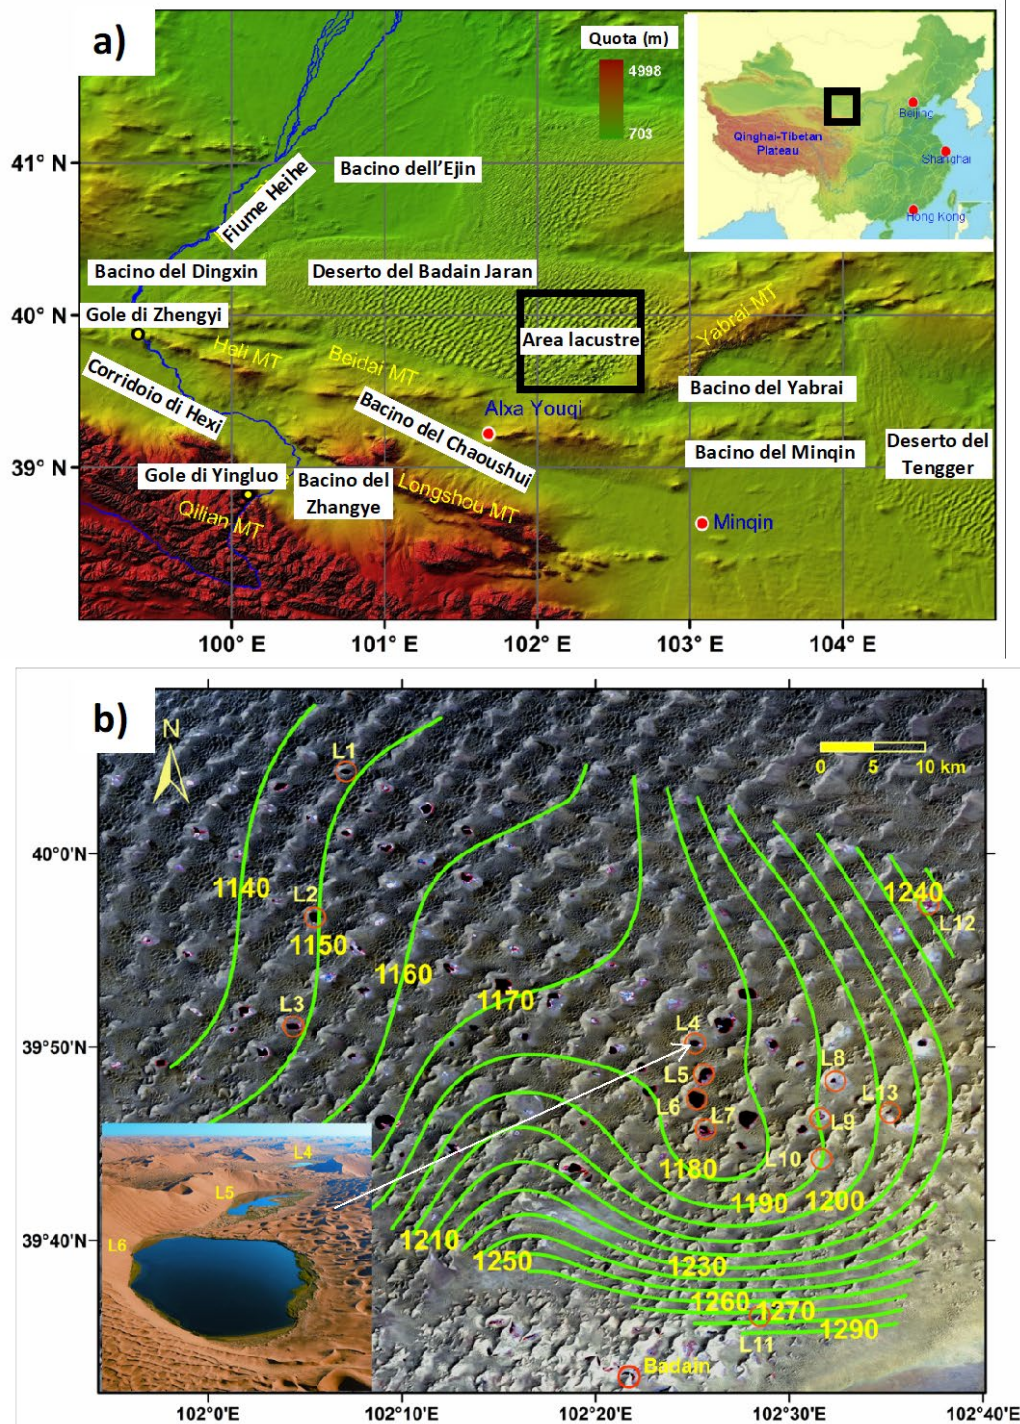 a)
Quota (m)
4998
703
Beijing
Qinghai-Tibetan
Plateau
Shanghai
Hong Kong
41° N
Bacino dell'Ejin
Fiume Heihe
Bacino del Dingxin
Deserto del Badain Jaran
40° N
Gole di Zhengyi
Area lacustre
Yabrai MT
Heli MT
Beidai MT
Corridoio di Hexi
Bacino del Chaoushui
Alxa Youqi
Bacino del Yabrai
39° N
Gole di Yingluo
Bacino del
Zhangye
Longshou MT
Qilian MT
Bacino del Minqin
Deserto del
Tengger
Minqin
100° E
101° E
102° E
103° E
104° E
b)
N
L1
0
5
10 km
40°0'N
1140
L2
1150
1160
1170
1240
L12
L3
L4
39°50'N
L5
L6
L7
L8
L13
L9
L10
1180
1190
1200
1210
1230
1250
1260
1270
1290
L11
39°40'N
L4
L5
L6
Badain
102°0'E
102°10'E
102°20'E
102°30'E
102°40'E